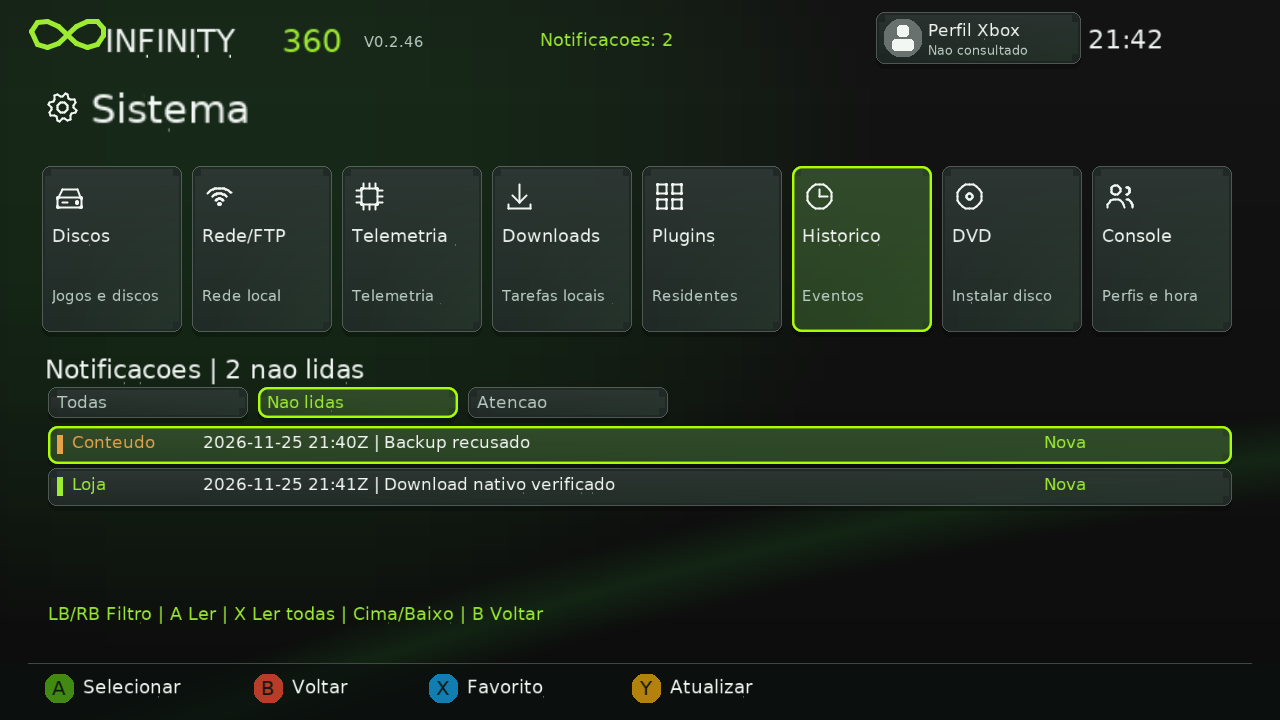 INFINITY 360 V0.2.46 Notificacoes: 2 Perfil Xbox 21:42
Nao consultado
Sistema
Discos Rede/FTP Telemetria Downloads Plugins Historico DVD Console
Jogos e discos Rede local Telemetria Tarefas locais Residentes Eventos Instalar disco Perfis e hora
Notificacoes | 2 nao lidas
Todas Nao lidas Atencao
Conteudo 2026-11-25 21:40Z | Backup recusado Nova
Loja 2026-11-25 21:41Z | Download nativo verificado Nova
LB/RB Filtro | A Ler | X Ler todas | Cima/Baixo | B Voltar
A Selecionar B Voltar X Favorito Y Atualizar